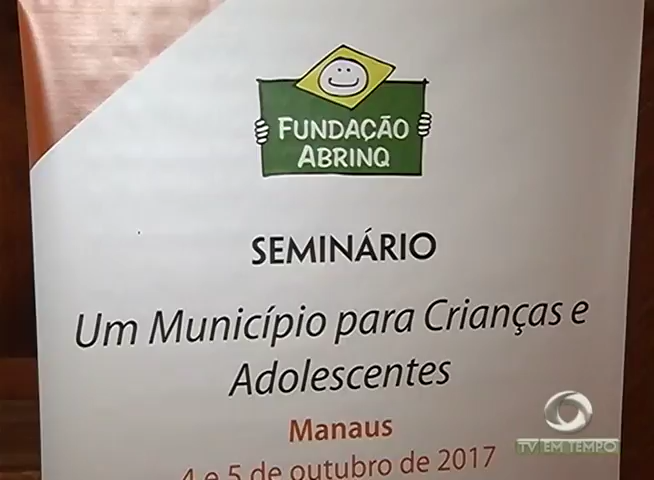 FUNDAÇÃO
ABRINQ
SEMINÁRIO
Um Município para Crianças e
Adolescentes
Manaus
4 e 5 de outubro de 2017
TV EM TEMPO